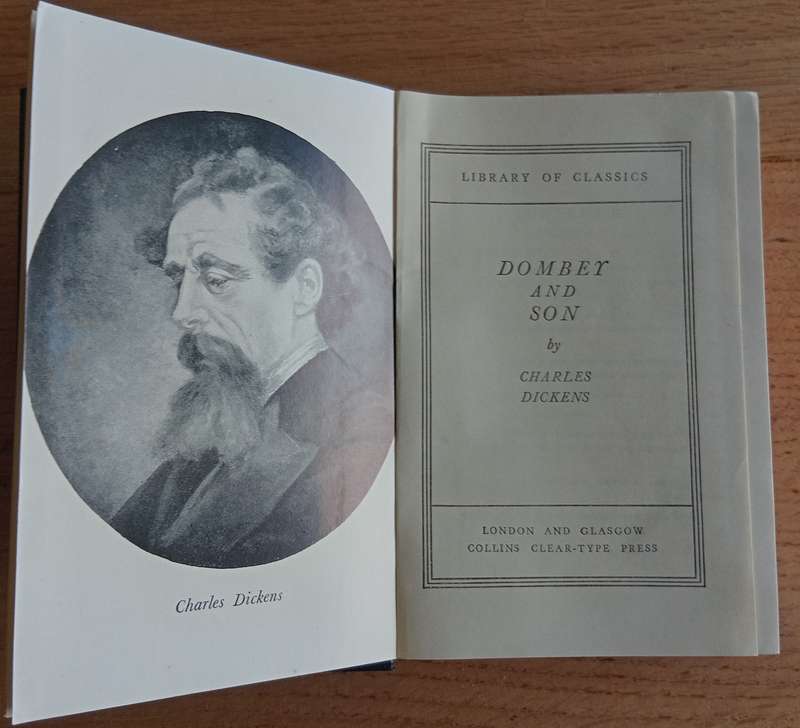 Charles Dickens
LIBRARY OF CLASSICS
DOMBEY
AND
SON
by
CHARLES
DICKENS
LONDON AND GLASGOW
COLLINS CLEAR-TYPE PRESS